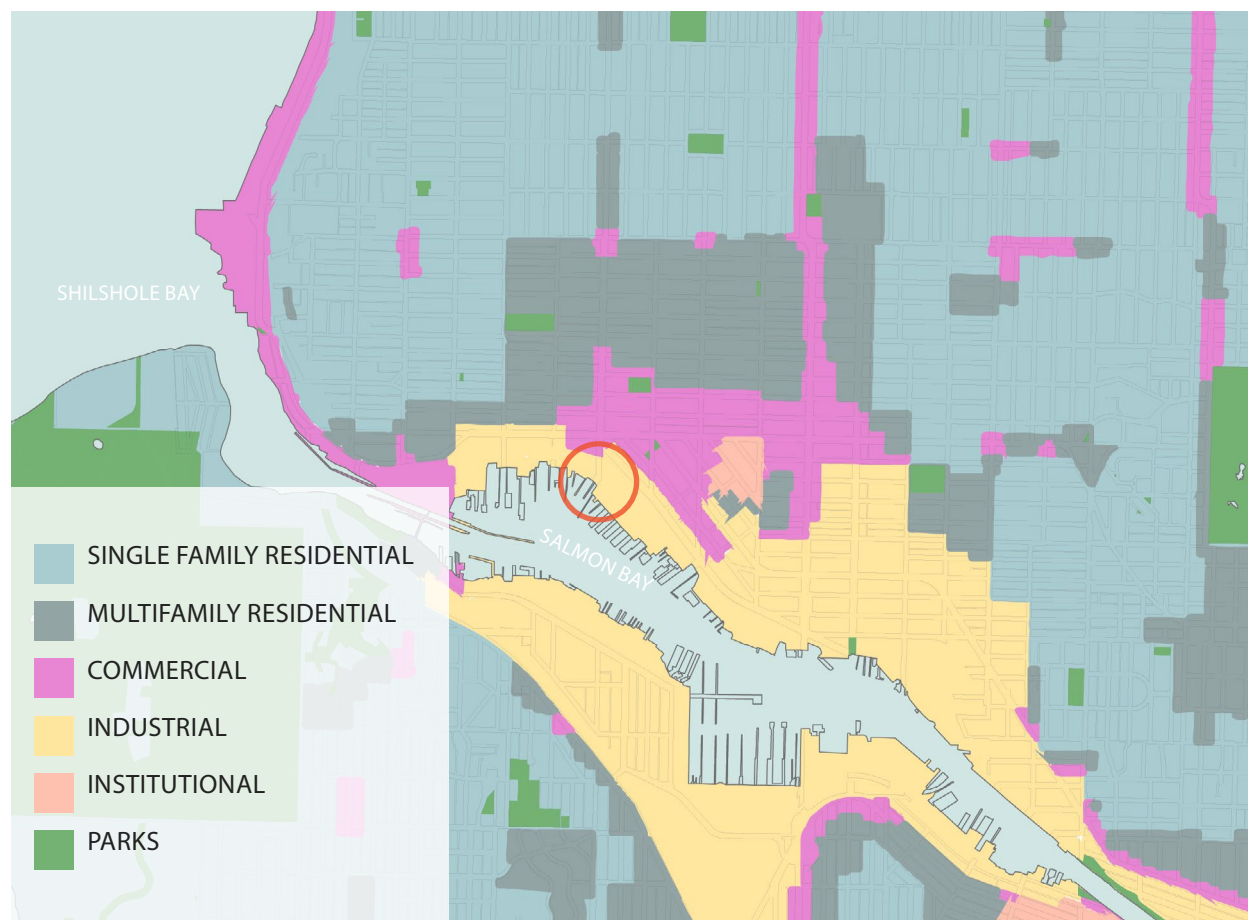 SHILSHOLE BAY
SALMON BAY
SINGLE FAMILY RESIDENTIAL
MULTIFAMILY RESIDENTIAL
COMMERCIAL
INDUSTRIAL
INSTITUTIONAL
PARKS